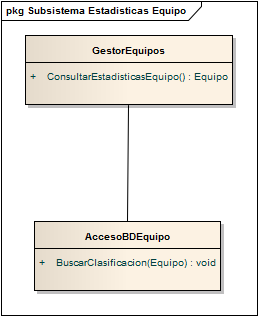 pkg Subsistema Estadisticas Equipo
GestorEquipos
+ ConsultarEstadisticasEquipo() : Equipo
AccesoBDEquipo
+ BuscarClasificacion(Equipo) : void